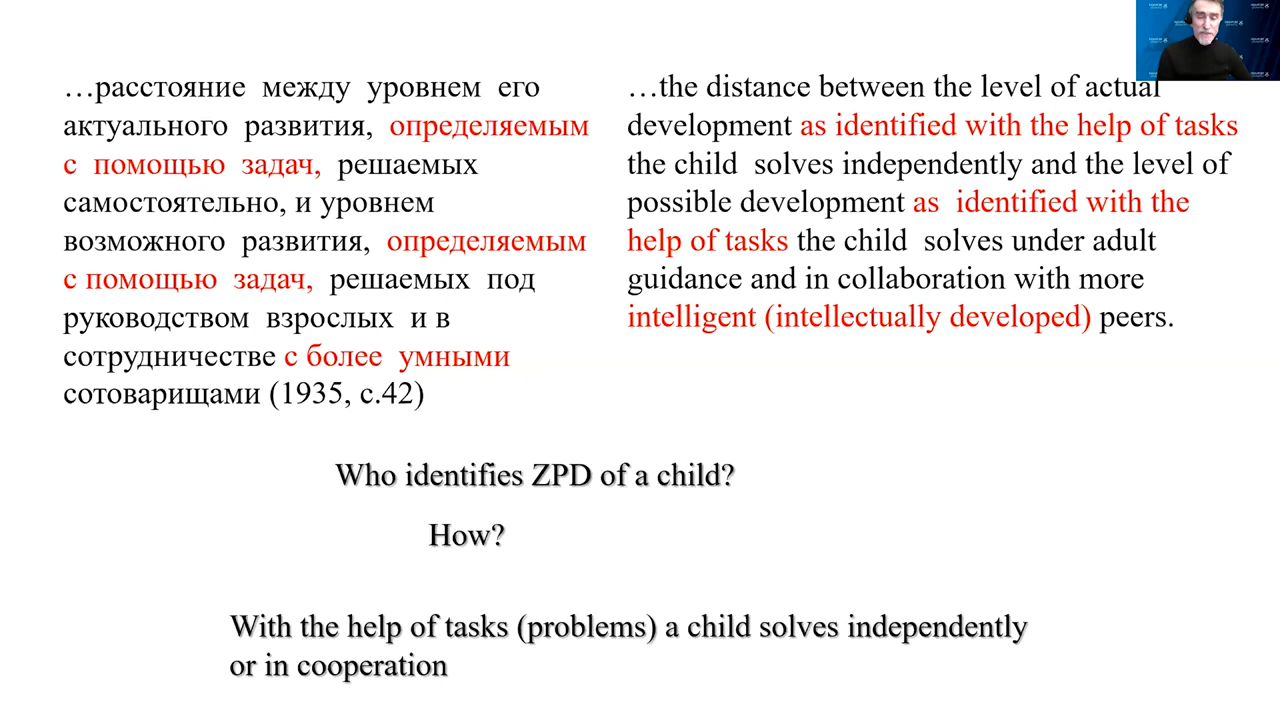 …расстояние между уровнем его
актуального развития, определяемым
с помощью задач, решаемых
самостоятельно, и уровнем
возможного развития, определяемым
с помощью задач, решаемых под
руководством взрослых и в
сотрудничестве с более умными
сотоварищами (1935, с.42)
…the distance between the level of actual
development as identified with the help of tasks
the child solves independently and the level of
possible development as identified with the
help of tasks the child solves under adult
guidance and in collaboration with more
intelligent (intellectually developed) peers.
Who identifies ZPD of a child?
How?
With the help of tasks (problems) a child solves independently
or in cooperation